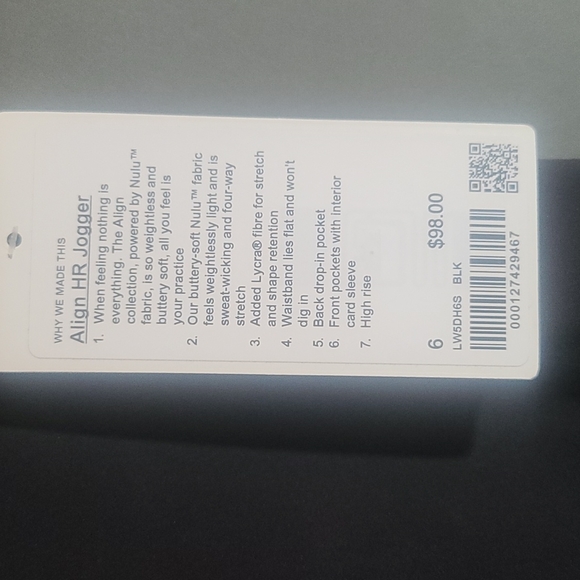 WHY WE MADE THIS
Align HR Jogger
1. When feeling nothing is
everything. The Align
collection, powered by Nulu™
fabric, is so weightless and
buttery soft, all you feel is
your practice
2. Our buttery-soft Nulu™ fabric
feels weightlessly light and is
sweat-wicking and four-way
stretch
3. Added Lycra® fibre for stretch
and shape retention
4. Waistband lies flat and won't
dig in
5. Back drop-in pocket
6. Front pockets with interior
card sleeve
7. High rise
6 $98.00
LW5DH6S BLK
000127429467